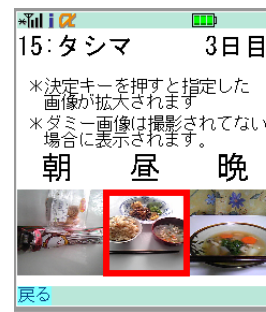 iα
15:タシマ 3日目
*決定キーを押すと指定した
画像が拡大されます
*ダミー画像は撮影されてない
場合に表示されます。
朝 昼 晩
戻る